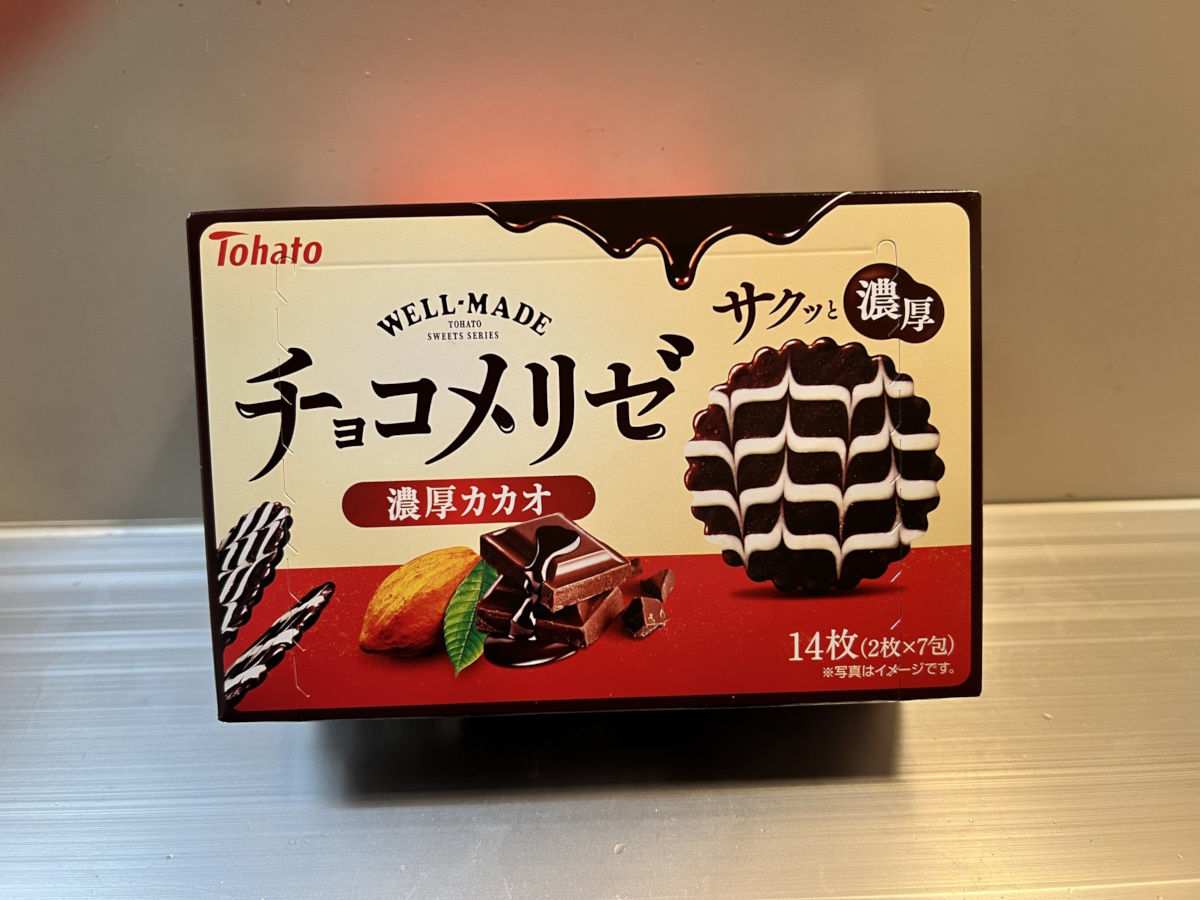 Tohato
WELL-MADE
TOHATO
SWEETS SERIES
チョコメリゼ
濃厚カカオ
サクッと濃厚
14枚(2枚×7包)
※写真はイメージです。